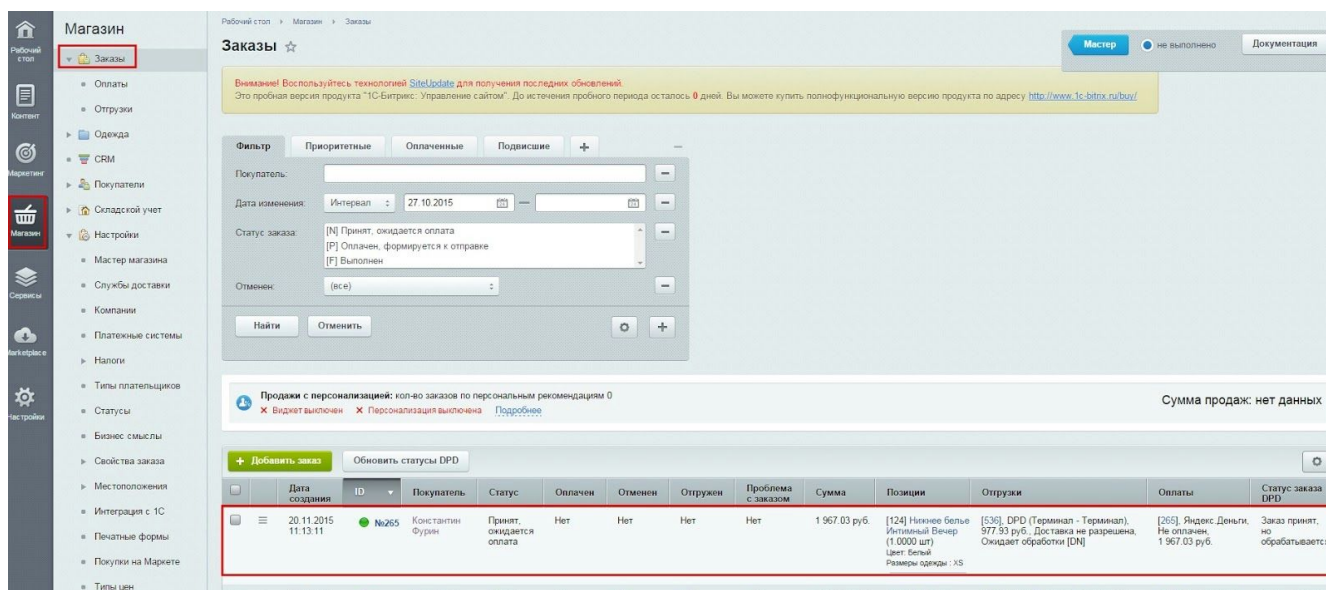 Рабочий стол
Контент
Маркетинг
Магазин
Сервисы
Marketplace
Настройки
Магазин
Заказы
Оплаты
Отгрузки
Одежда
CRM
Покупатели
Складской учет
Настройки
Мастер магазина
Службы доставки
Компании
Платежные системы
Налоги
Типы плательщиков
Статусы
Бизнес смыслы
Свойства заказа
Местоположения
Интеграция с 1С
Печатные формы
Покупки на Маркете
Типы цен
Рабочий стол Магазин Заказы
Заказы
Мастер не выполнено Документация
Внимание! Воспользуйтесь технологией SiteUpdate для получения последних обновлений.
Это пробная версия продукта "1С-Битрикс: Управление сайтом". До истечения пробного периода осталось 0 дней. Вы можете купить полнофункциональную версию продукта по адресу http://www.1c-bitrix.ru/buy/
Фильтр Приоритетные Оплаченные Подвисшие +
Покупатель:
Дата изменения: Интервал 27.10.2015 —
Статус заказа: [N] Принят, ожидается оплата
[P] Оплачен, формируется к отправке
[F] Выполнен
Отменен: (все)
Найти Отменить
Продажи с персонализацией: кол-во заказов по персональным рекомендациям 0
Виджет выключен Персонализация выключена Подробнее
Сумма продаж: нет данных
+ Добавить заказ Обновить статусы DPD
Дата создания ID Покупатель Статус Оплачен Отменен Отгружен Проблема с заказом Сумма Позиции Отгрузки Оплаты Статус заказа DPD
20.11.2015 11:13:11 №265 Константин Фурин Принят, ожидается оплата Нет Нет Нет Нет 1 967.03 руб. [124] Нижнее белье Интимный Вечер (1.0000 шт) Цвет: Белый Размеры одежды : XS [536], DPD (Терминал - Терминал), 977.93 руб., Доставка не разрешена, Ожидает обработки [DN] [265], Яндекс.Деньги, Не оплачен, 1 967.03 руб. Заказ принят, но обрабатываетс